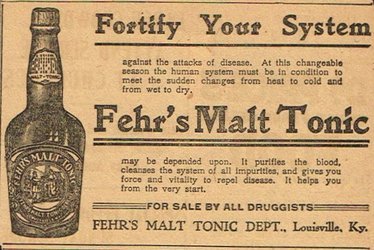 Fortify Your System
against the attacks of disease. At this changeable
season the human system must be in condition to
meet the sudden changes from heat to cold and
from wet to dry.
Fehr's Malt Tonic
may be depended upon. It purifies the blood,
cleanses the system of all impurities, and gives you
force and vitality to repel disease. It helps you
from the very start.
FOR SALE BY ALL DRUGGISTS
FEHR'S MALT TONIC DEPT., Louisville, Ky.
FEHR'S MALT TONIC
MALT TONIC